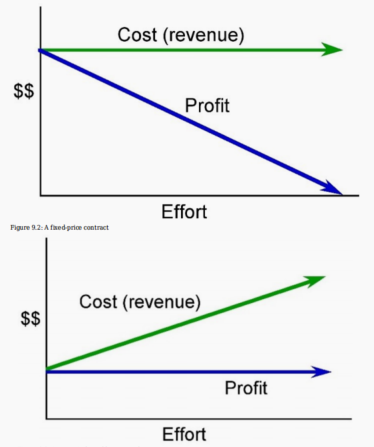 Cost (revenue)
$$
Profit
Effort
Figure 9.2: A fixed-price contract
Cost (revenue)
$$
Profit
Effort